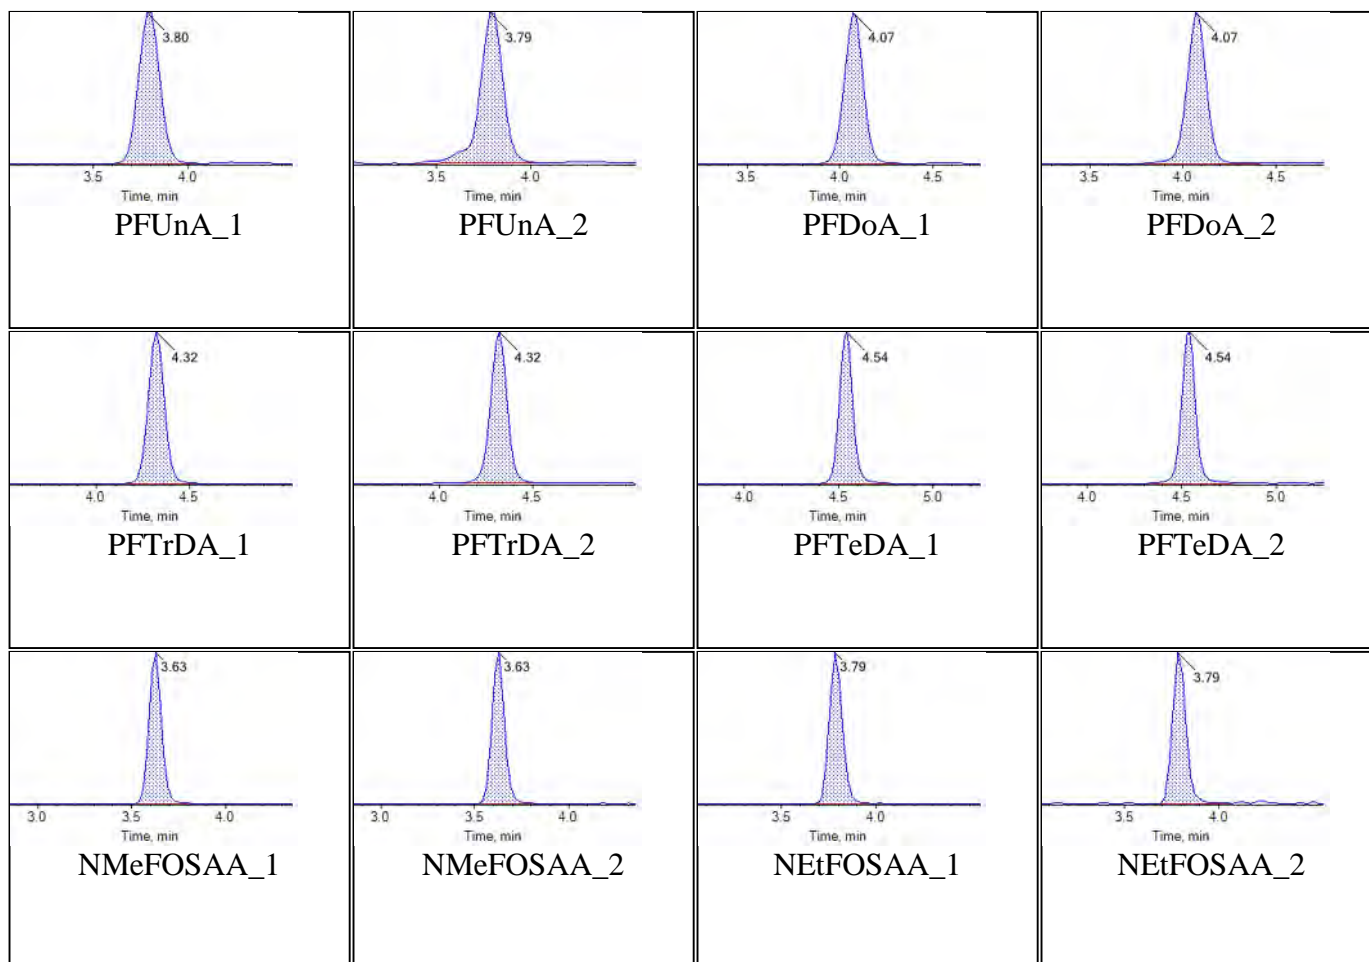 3.80 3.79 4.07 4.07
3.5 4.0 3.5 4.0 3.5 4.0 4.5 3.5 4.0 4.5
Time, min Time, min Time, min Time, min
PFUnA_1 PFUnA_2 PFDoA_1 PFDoA_2
4.32 4.32 4.54 4.54
4.0 4.5 4.0 4.5 4.0 4.5 5.0 4.0 4.5 5.0
Time, min Time, min Time, min Time, min
PFTrDA_1 PFTrDA_2 PFTeDA_1 PFTeDA_2
3.63 3.63 3.79 3.79
3.0 3.5 4.0 3.0 3.5 4.0 3.5 4.0 3.5 4.0
Time, min Time, min Time, min Time, min
NMeFOSAA_1 NMeFOSAA_2 NEtFOSAA_1 NEtFOSAA_2